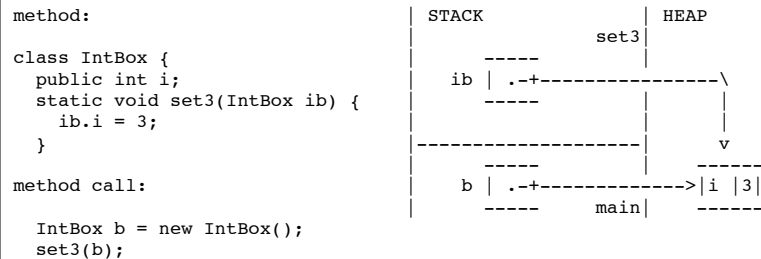 method:                          | STACK               | HEAP
                                 |                 set3|
class IntBox {                   |       -----         |
  public int i;                  |    ib | .-+-----------------\
  static void set3(IntBox ib) {  |       -----         |       |
    ib.i = 3;                    |                     |       |
  }                              |---------------------|       v
                                 |       -----         |     ------
method call:                     |     b | .-+-------------->|i |3|
                                 |       -----     main|     ------
  IntBox b = new IntBox();
  set3(b);